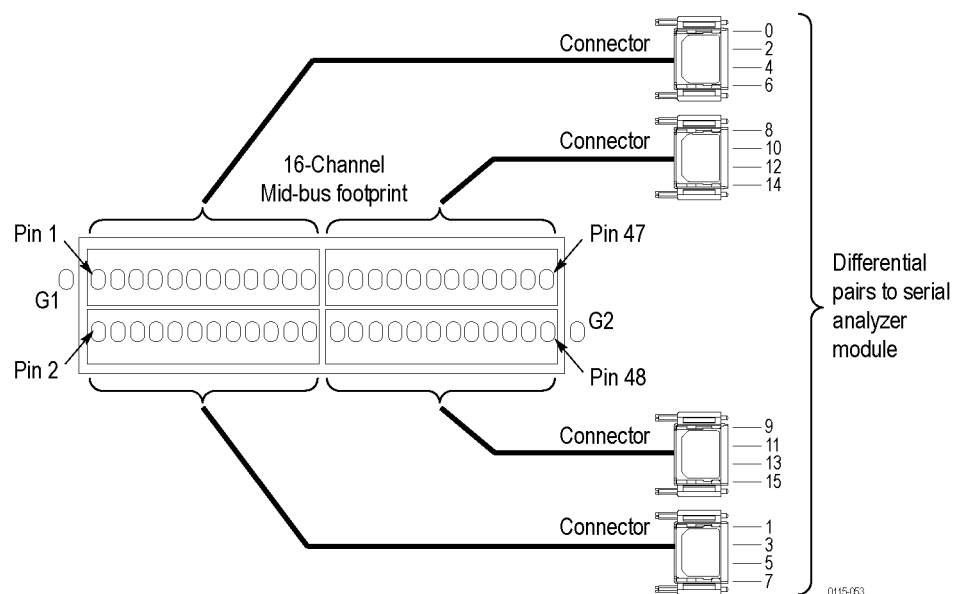 Connector
0
2
4
6
Connector
8
10
12
14
16-Channel
Mid-bus footprint
Pin 1
Pin 47
G1
G2
Pin 2
Pin 48
Differential
pairs to serial
analyzer
module
Connector
9
11
13
15
Connector
1
3
5
7
0115-053